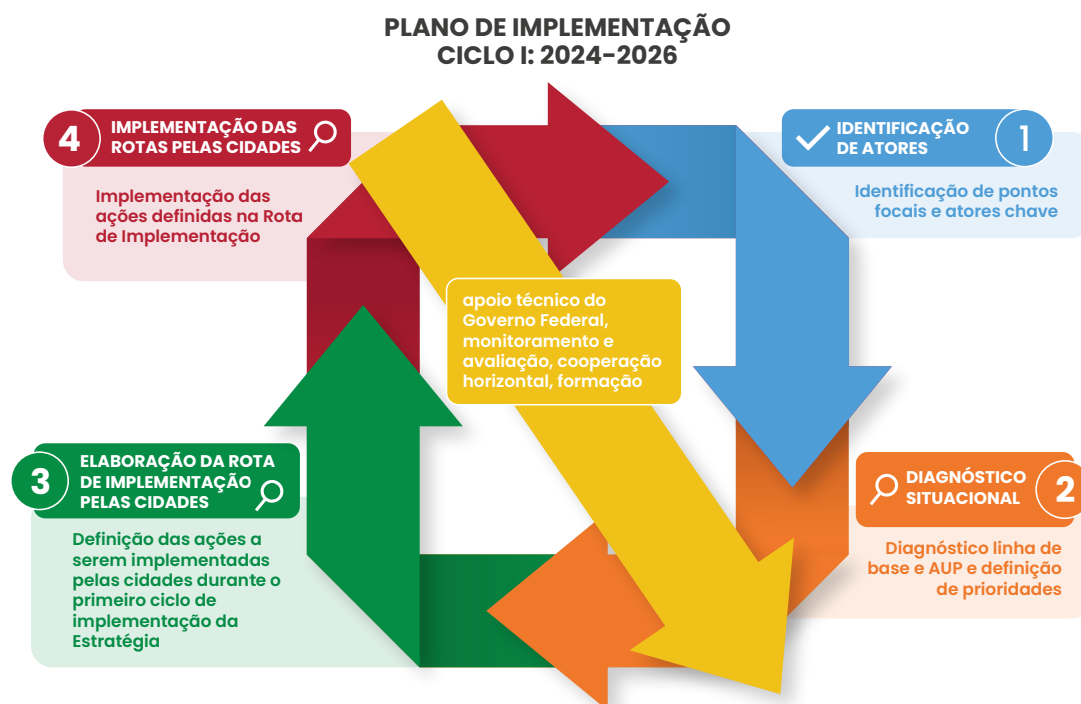 PLANO DE IMPLEMENTAÇÃO
CICLO I: 2024-2026
4
IMPLEMENTAÇÃO DAS
ROTAS PELAS CIDADES
Implementação das
ações definidas na Rota
de Implementação
IDENTIFICAÇÃO
DE ATORES
1
Identificação de pontos
focais e atores chave
apoio técnico do
Governo Federal,
monitoramento e
avaliação, cooperação
horizontal, formação
3
ELABORAÇÃO DA ROTA
DE IMPLEMENTAÇÃO
PELAS CIDADES
Definição das ações a
serem implementadas
pelas cidades durante o
primeiro ciclo de
implementação da
Estratégia
DIAGNÓSTICO
SITUACIONAL
2
Diagnóstico linha de
base e AUP e definição
de prioridades